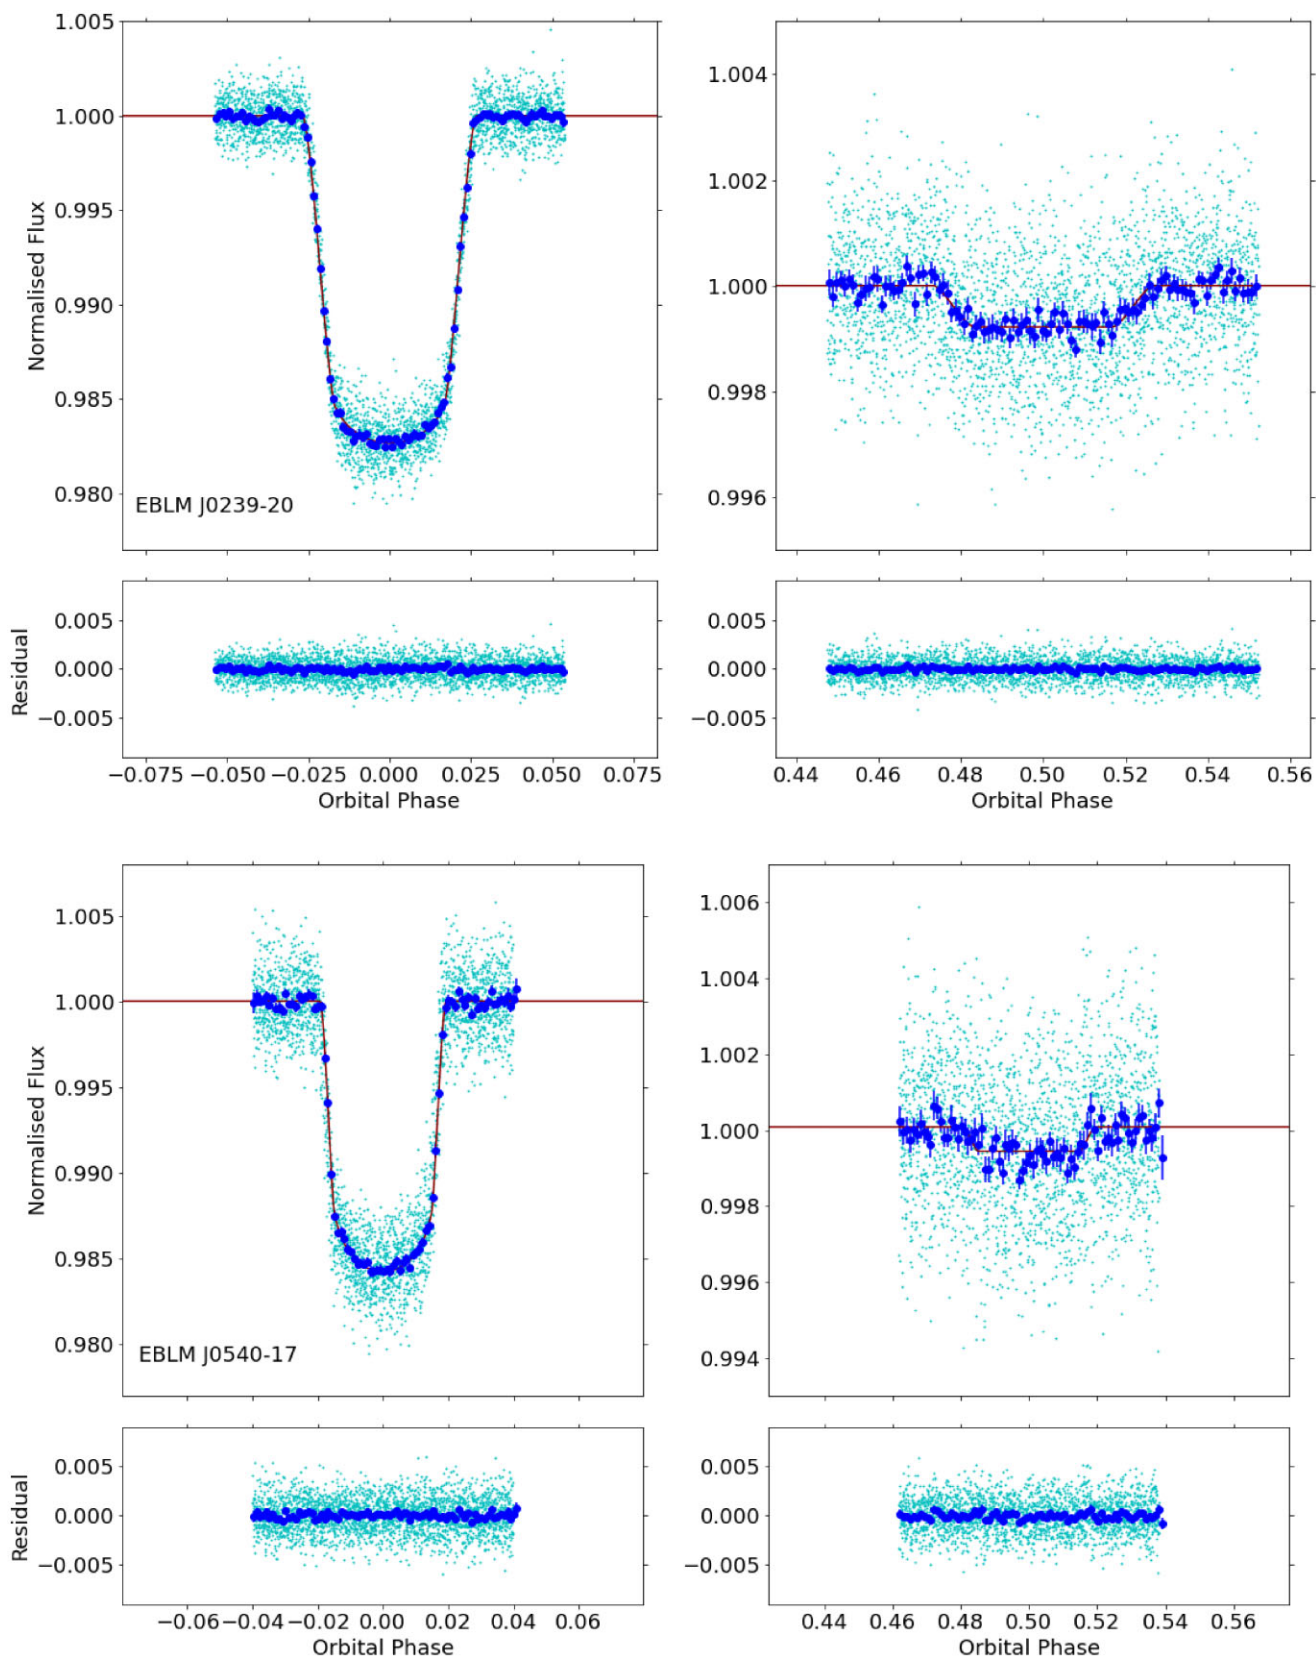 1.005
1.000
0.995
0.990
0.985
0.980
Normalised Flux
EBLM J0239-20
1.004
1.002
1.000
0.998
0.996
0.005
0.000
−0.005
Residual
−0.075 −0.050 −0.025 0.000 0.025 0.050 0.075
Orbital Phase
0.005
0.000
−0.005
0.44 0.46 0.48 0.50 0.52 0.54 0.56
Orbital Phase
1.005
1.000
0.995
0.990
0.985
0.980
Normalised Flux
EBLM J0540-17
1.006
1.004
1.002
1.000
0.998
0.996
0.994
0.005
0.000
−0.005
Residual
−0.06 −0.04 −0.02 0.00 0.02 0.04 0.06
Orbital Phase
0.005
0.000
−0.005
0.44 0.46 0.48 0.50 0.52 0.54 0.56
Orbital Phase